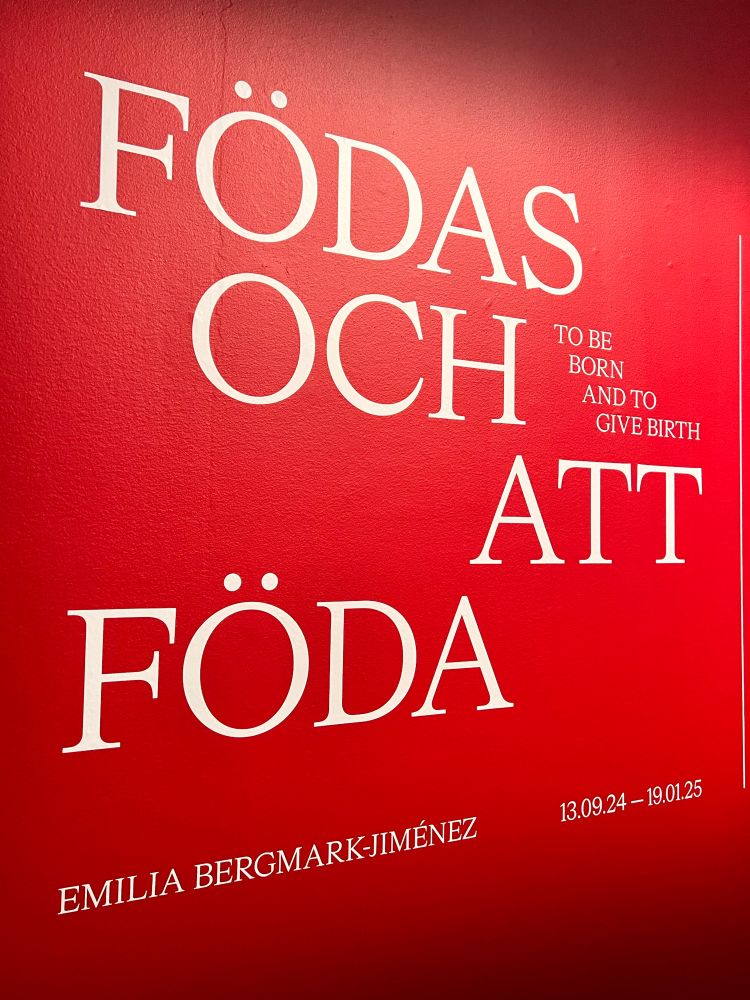 FÖDAS
OCH
TO BE
BORN
AND TO
GIVE BIRTH
ATT
FÖDA
EMILIA BERGMARK-JIMÉNEZ
13.09.24 – 19.01.25